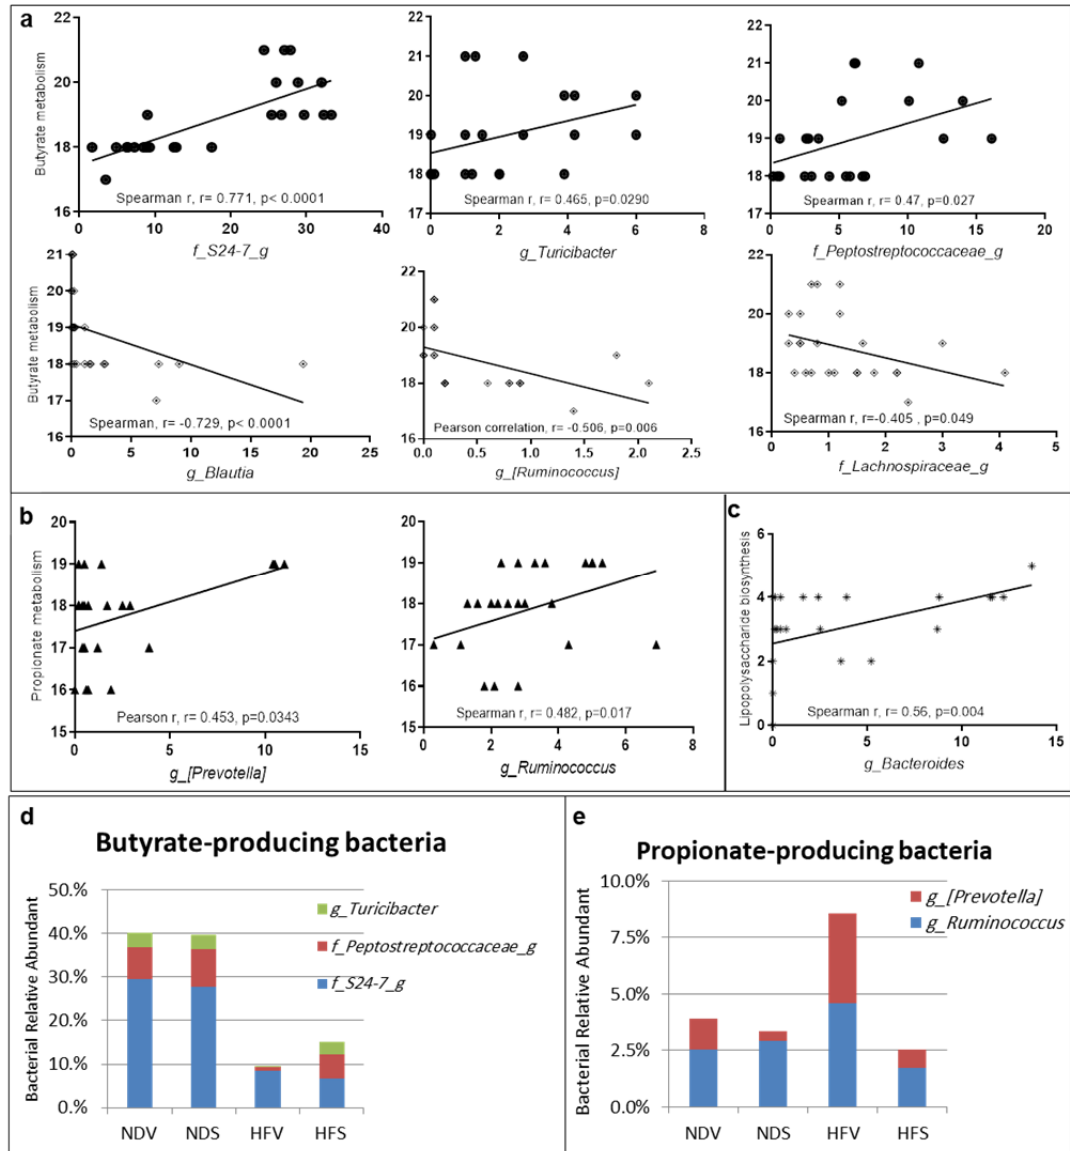 a
Butyrate metabolism
22
20
18
16
0 10 20 30 40
Spearman r, r= 0.771, p< 0.0001
f_S24-7_g
22
21
20
19
18
17
0 2 4 6 8
Spearman r, r= 0.465, p=0.0290
g_Turicibacter
22
21
20
19
18
17
0 5 10 15 20
Spearman r, r= 0.47, p=0.027
f_Peptostreptococcaceae_g
Butyrate metabolism
21
20
19
18
17
16
0 5 10 15 20 25
Spearman, r= -0.729, p< 0.0001
g_Blautia
22
20
18
16
0.0 0.5 1.0 1.5 2.0 2.5
Pearson correlation, r= -0.506, p=0.006
g_[Ruminococcus]
22
20
18
16
0 1 2 3 4 5
Spearman r, r=-0.405 , p=0.049
f_Lachnospiraceae_g
b
Propionate metabolism
20
19
18
17
16
15
0 5 10 15
Pearson r, r= 0.453, p=0.0343
g_[Prevotella]
20
19
18
17
16
15
0 2 4 6 8
Spearman r, r= 0.482, p=0.017
g_Ruminococcus
c
Lipopolysaccharide biosynthesis
6
4
2
0
0 5 10 15
Spearman r, r= 0.56, p=0.004
g_Bacteroides
d
Butyrate-producing bacteria
Bacterial Relative Abundant
50.%
40.%
30.%
20.%
10.%
0.%
g_Turicibacter
f_Peptostreptococcaceae_g
f_S24-7_g
NDV NDS HFV HFS
e
Propionate-producing bacteria
Bacterial Relative Abundant
10.0%
7.5%
5.0%
2.5%
0.0%
g_[Prevotella]
g_Ruminococcus
NDV NDS HFV HFS